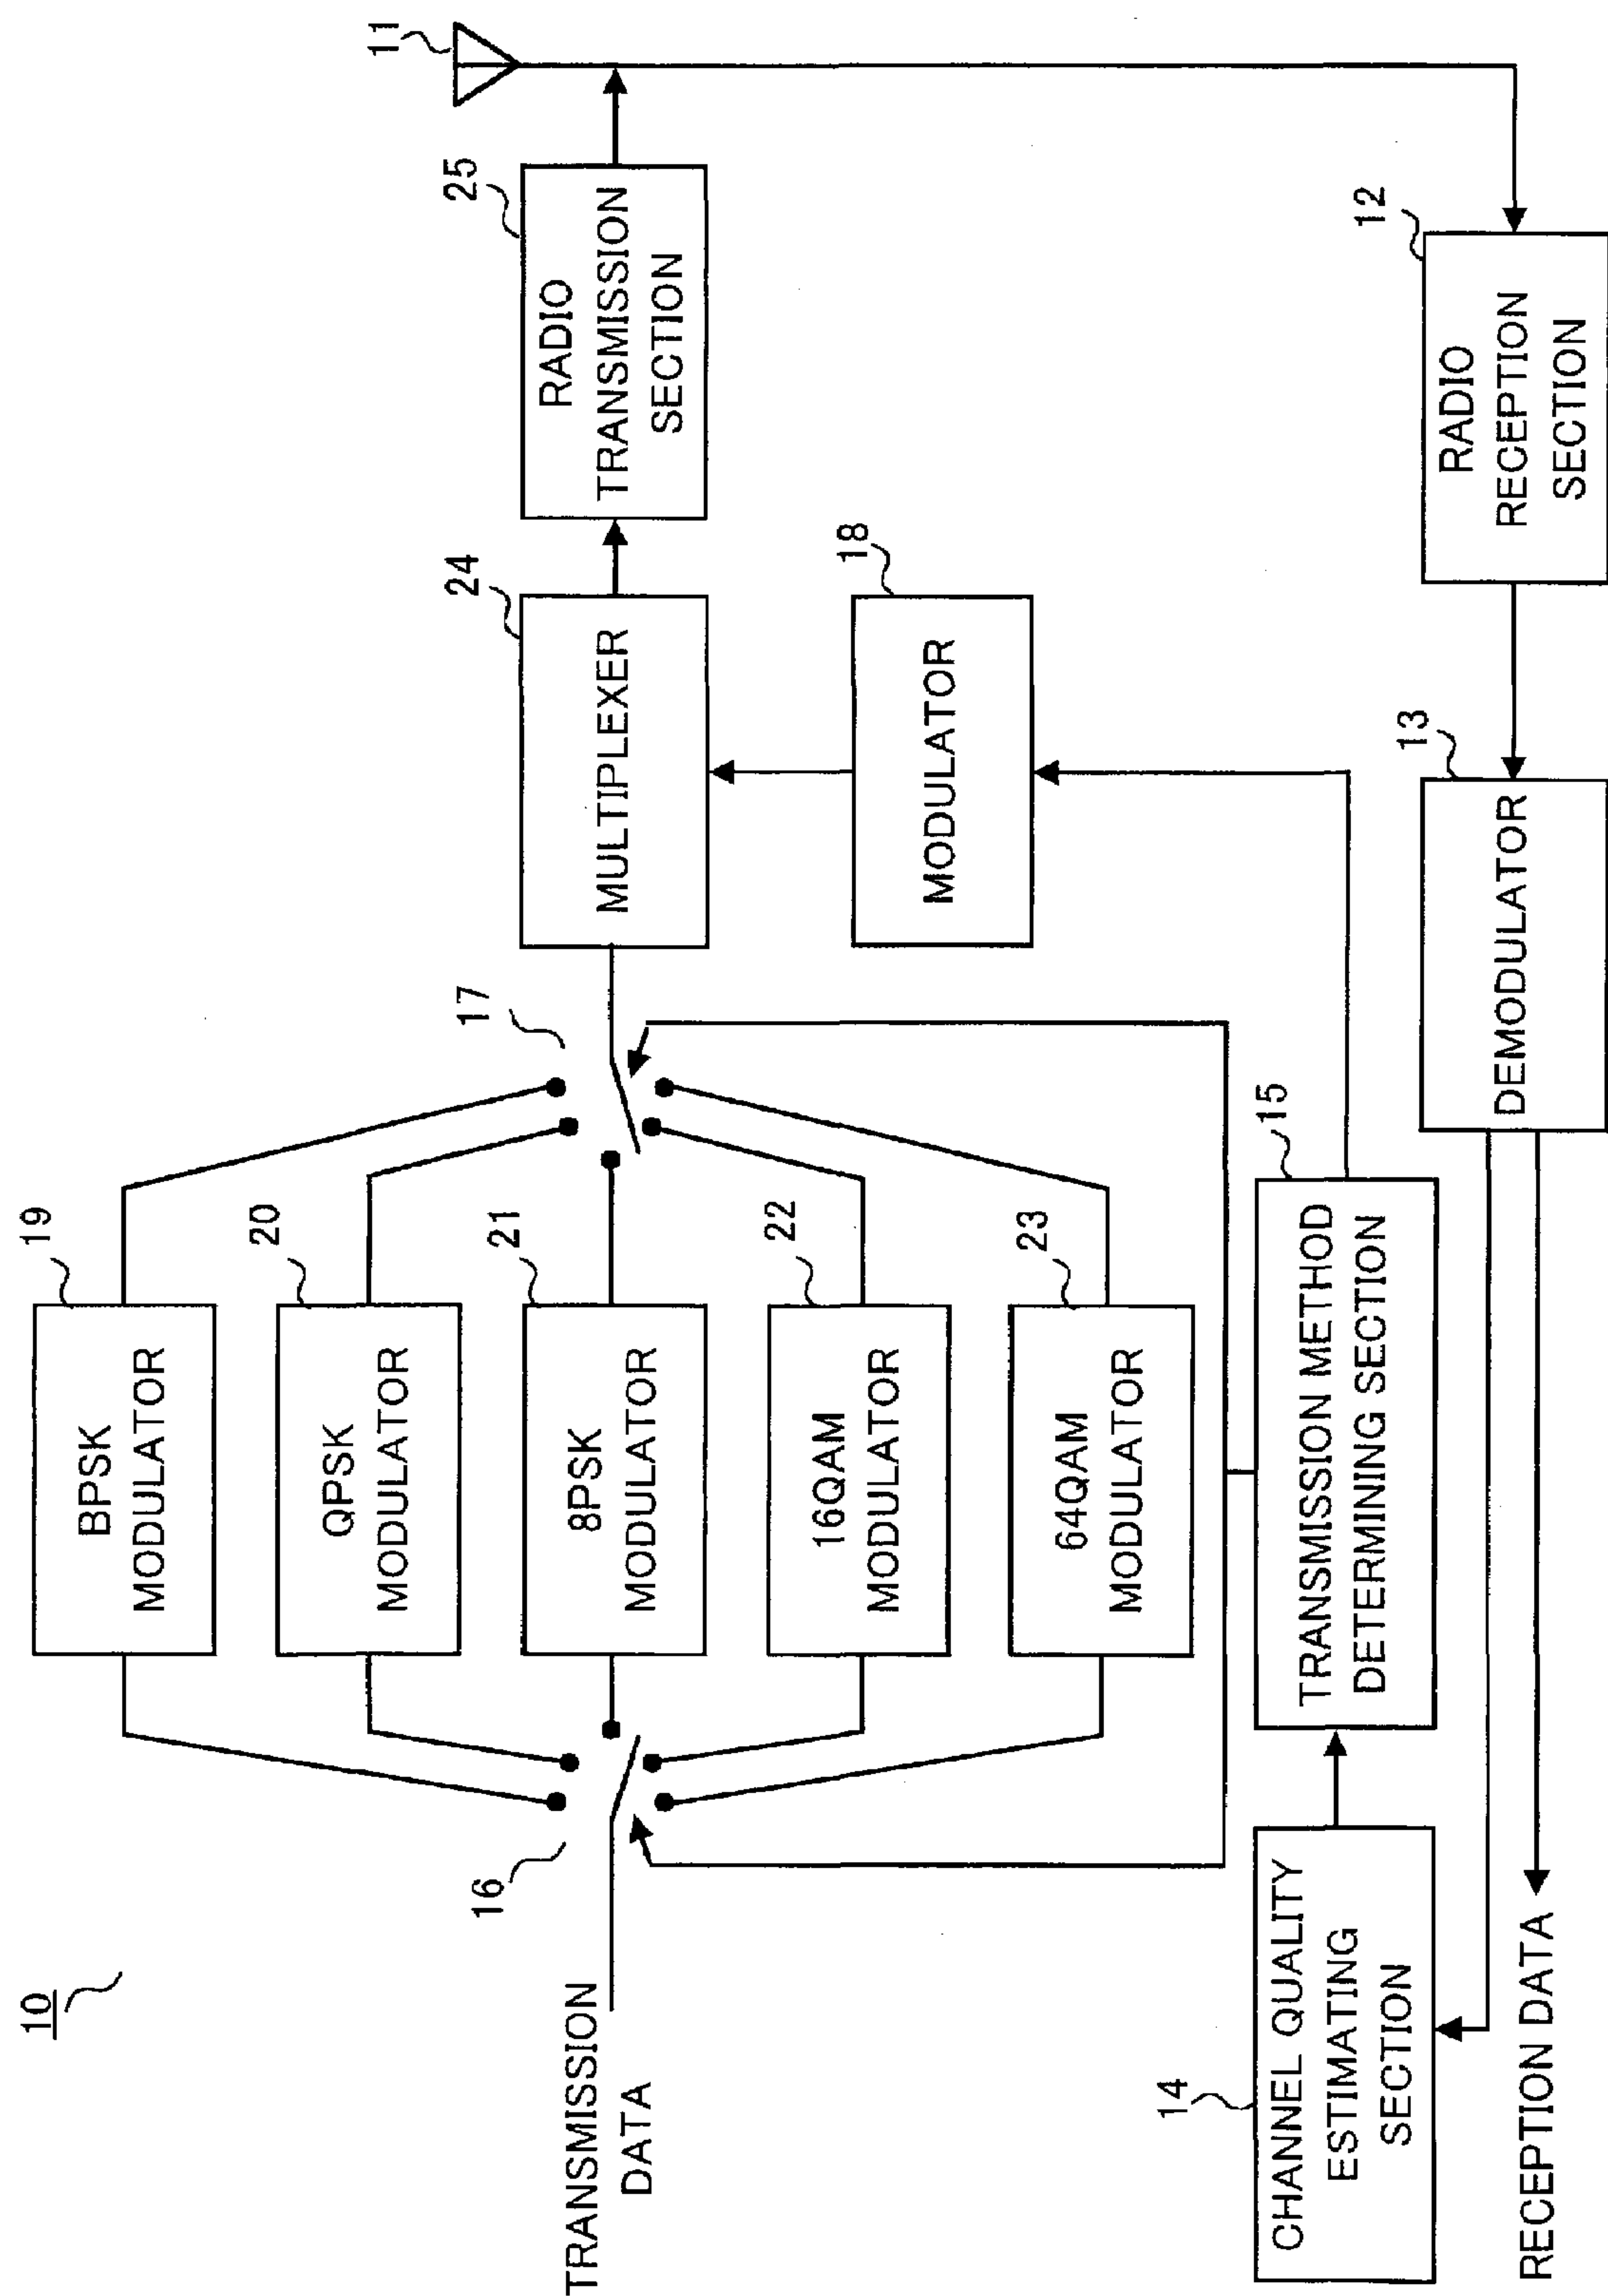 10
TRANSMISSION
DATA
16
BPSK
MODULATOR
19
QPSK
MODULATOR
20
8PSK
MODULATOR
21
16QAM
MODULATOR
22
64QAM
MODULATOR
23
17
MULTIPLEXER
24
RADIO
TRANSMISSION
SECTION
25
11
MODULATOR
18
CHANNEL QUALITY
ESTIMATING
SECTION
14
TRANSMISSION METHOD
DETERMINING SECTION
15
RECEPTION DATA
DEMODULATOR
13
RADIO
RECEPTION
SECTION
12